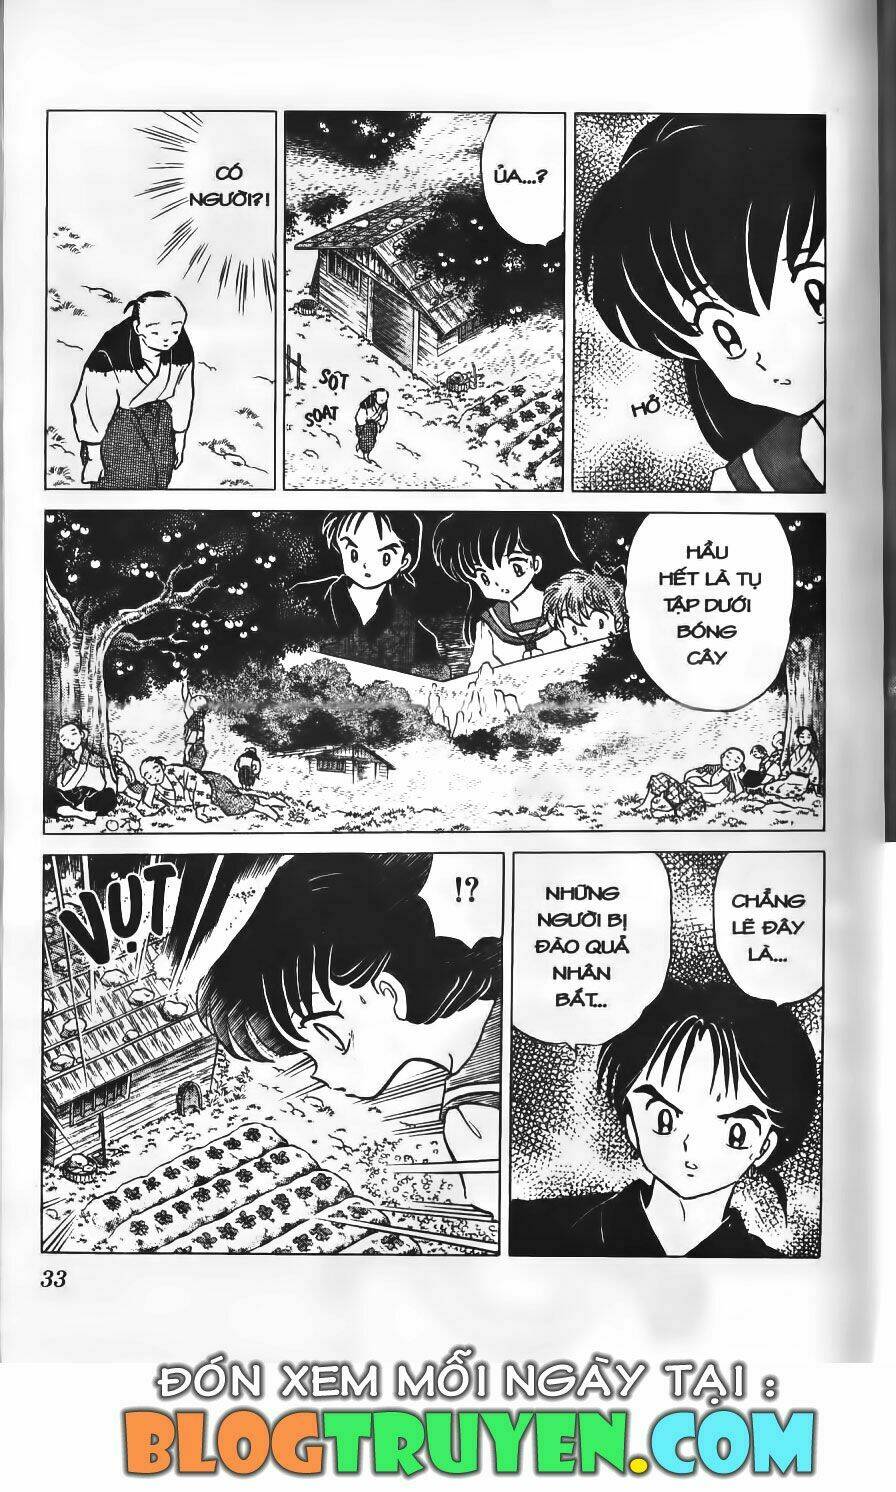 HỞ
ỦA...?
SỘT
SOẠT
CÓ
NGƯỜI?!
HẦU
HẾT LÀ TỤ
TẬP DƯỚI
BÓNG
CÂY
CHẲNG
LẼ ĐÂY
LÀ...
NHỮNG
NGƯỜI BỊ
ĐÀO QUẢ
NHÂN
BẮT...
!?
VỤT
33
ĐÓN XEM MỖI NGÀY TẠI :
BLOGTRUYEN.COM